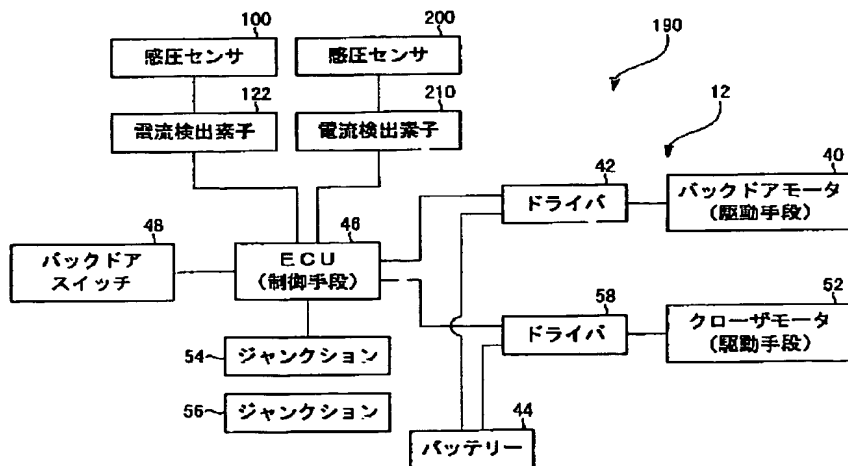 100
200
190
感圧センサ
感圧センサ
122
210
12
電流検出素子
電流検出素子
42
40
ドライバ
バックドアモータ
(駆動手段)
48
46
バックドア
スイッチ
ECU
(制御手段)
58
52
ドライバ
クローザモータ
(駆動手段)
54
ジャンクション
56
ジャンクション
44
バッテリー